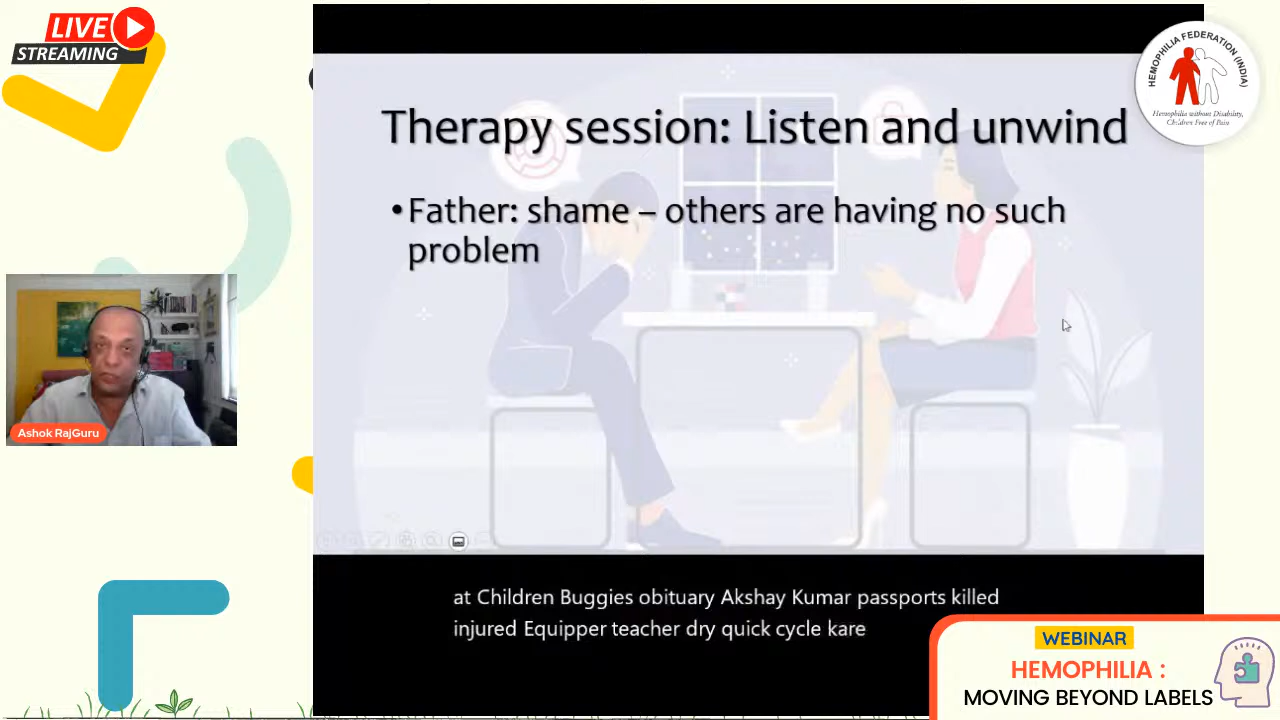 LIVE
STREAMING
HEMOPHILIA FEDERATION (INDIA)
Hemophilia without Disability,
Children Free of Pain
Therapy session: Listen and unwind
•Father: shame – others are having no such
problem
Ashok RajGuru
at Children Buggies obituary Akshay Kumar passports killed
injured Equipper teacher dry quick cycle kare
WEBINAR
HEMOPHILIA :
MOVING BEYOND LABELS